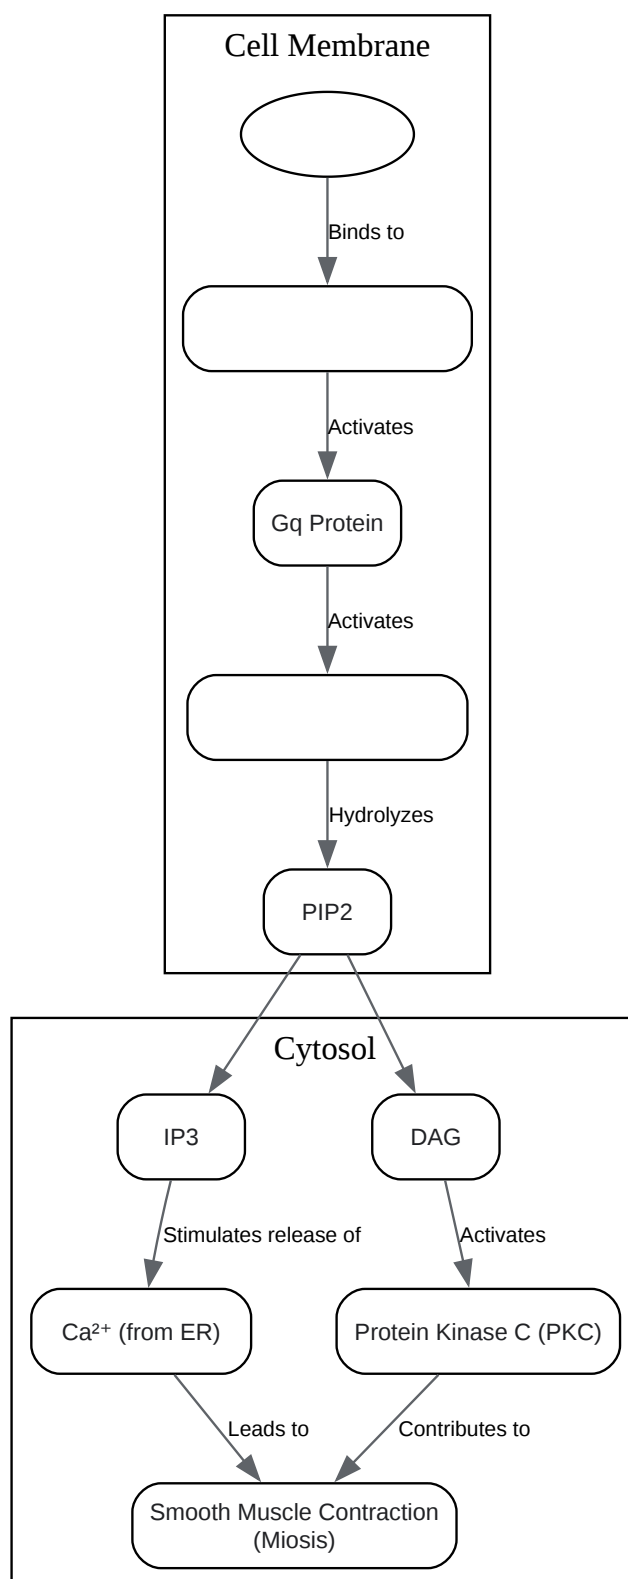 Cell Membrane
Binds to
Activates
Gq Protein
Activates
Hydrolyzes
PIP2
Cytosol
IP3
DAG
Stimulates release of
Activates
Ca²⁺ (from ER)
Protein Kinase C (PKC)
Leads to
Contributes to
Smooth Muscle Contraction
(Miosis)